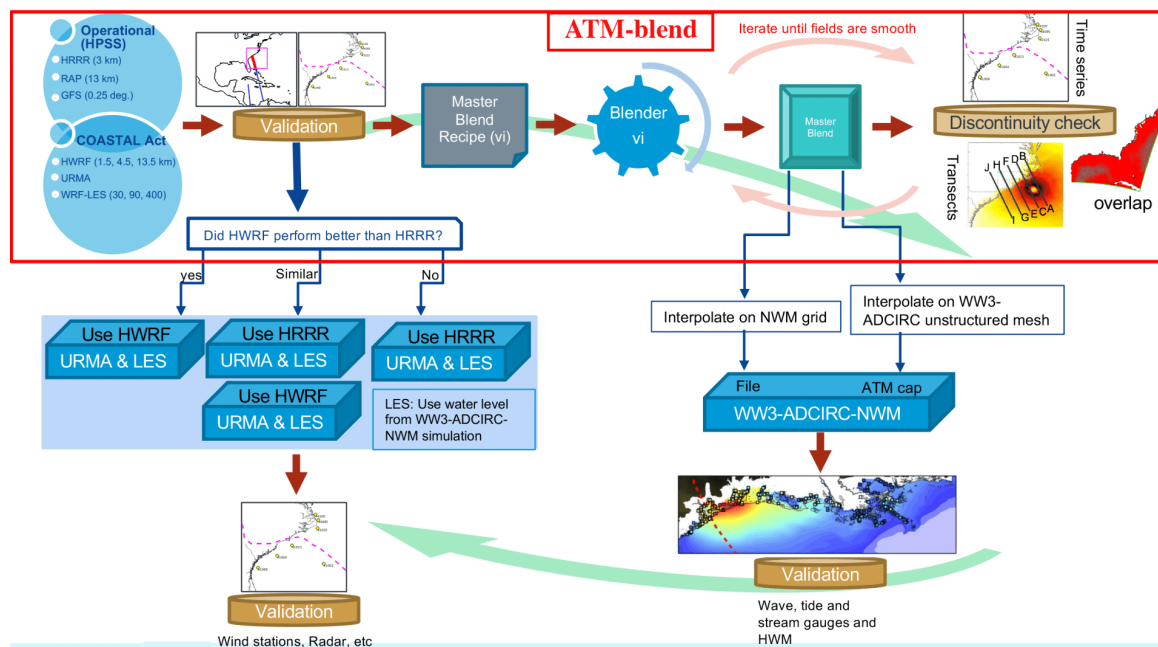 ATM-blend
Operational
(HPSS)
HRRR (3 km)
RAP (13 km)
GFS (0.25 deg.)
COASTAL Act
HWRF (1.5, 4.5, 13.5 km)
URMA
WRF-LES (30, 90, 400)
Validation
Master
Blend
Recipe (vi)
Blender
vi
Iterate until fields are smooth
Master
Blend
Time series
Discontinuity check
Transects
J H F D B
I G E C A
overlap
Did HWRF perform better than HRRR?
yes
Similar
No
Use HWRF
URMA & LES
Use HRRR
URMA & LES
Use HRRR
URMA & LES
Use HWRF
URMA & LES
LES: Use water level
from WW3-ADCIRC-
NWM simulation
Interpolate on NWM grid
Interpolate on WW3-
ADCIRC unstructured mesh
File
ATM cap
WW3-ADCIRC-NWM
Validation
Wind stations, Radar, etc
Validation
Wave, tide and
stream gauges and
HWM